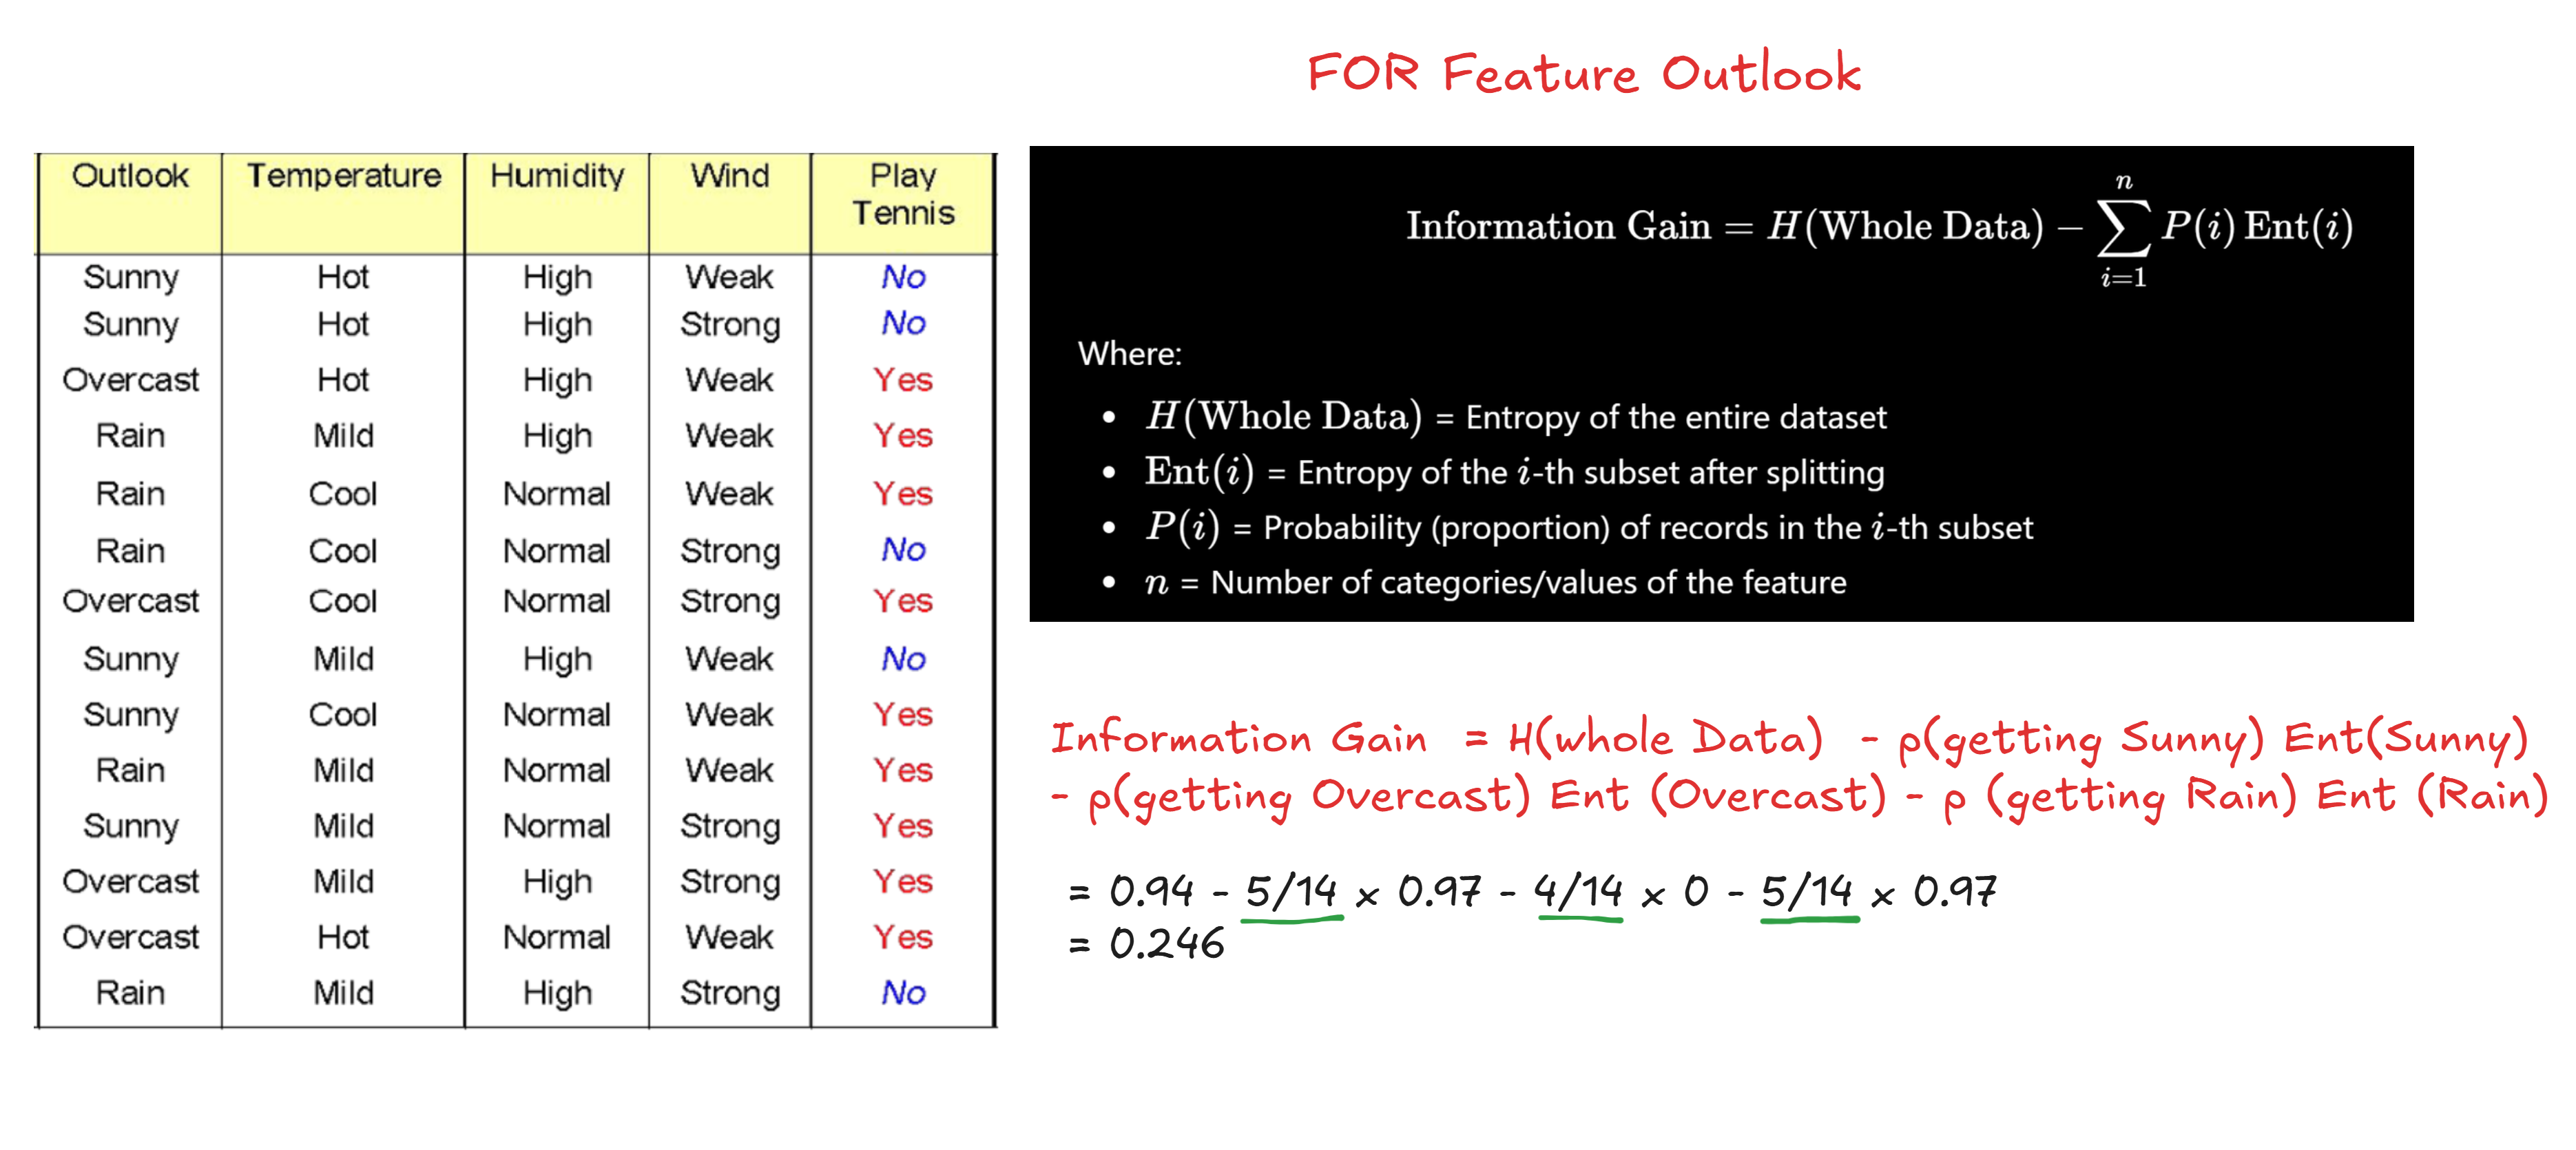 FOR Feature Outlook
Outlook Temperature Humidity Wind Play Tennis
Sunny Hot High Weak No
Sunny Hot High Strong No
Overcast Hot High Weak Yes
Rain Mild High Weak Yes
Rain Cool Normal Weak Yes
Rain Cool Normal Strong No
Overcast Cool Normal Strong Yes
Sunny Mild High Weak No
Sunny Cool Normal Weak Yes
Rain Mild Normal Weak Yes
Sunny Mild Normal Strong Yes
Overcast Mild High Strong Yes
Overcast Hot Normal Weak Yes
Rain Mild High Strong No
Information Gain = H(Whole Data) − ∑_{i=1}^{n} P(i) Ent(i)
Where:
• H(Whole Data) = Entropy of the entire dataset
• Ent(i) = Entropy of the i-th subset after splitting
• P(i) = Probability (proportion) of records in the i-th subset
• n = Number of categories/values of the feature
Information Gain = H(whole Data) - p(getting Sunny) Ent(Sunny)
- p(getting Overcast) Ent (Overcast) - p (getting Rain) Ent (Rain)
= 0.94 - 5/14 x 0.97 - 4/14 x 0 - 5/14 x 0.97
= 0.246